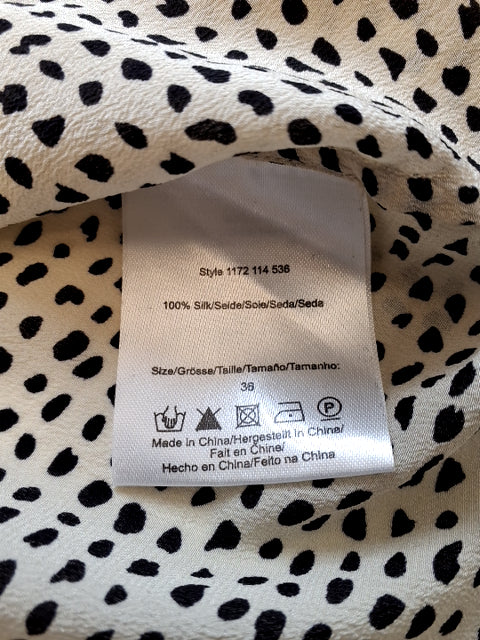 Style 1172 114 536
100% Silk/Seide/Soie/Seda/Seda
Size/Grösse/Taille/Tamaño/Tamanho:
36
P
Made in China/Hergestellt in China/
Fait en Chine/
Hecho en China/Feito na China